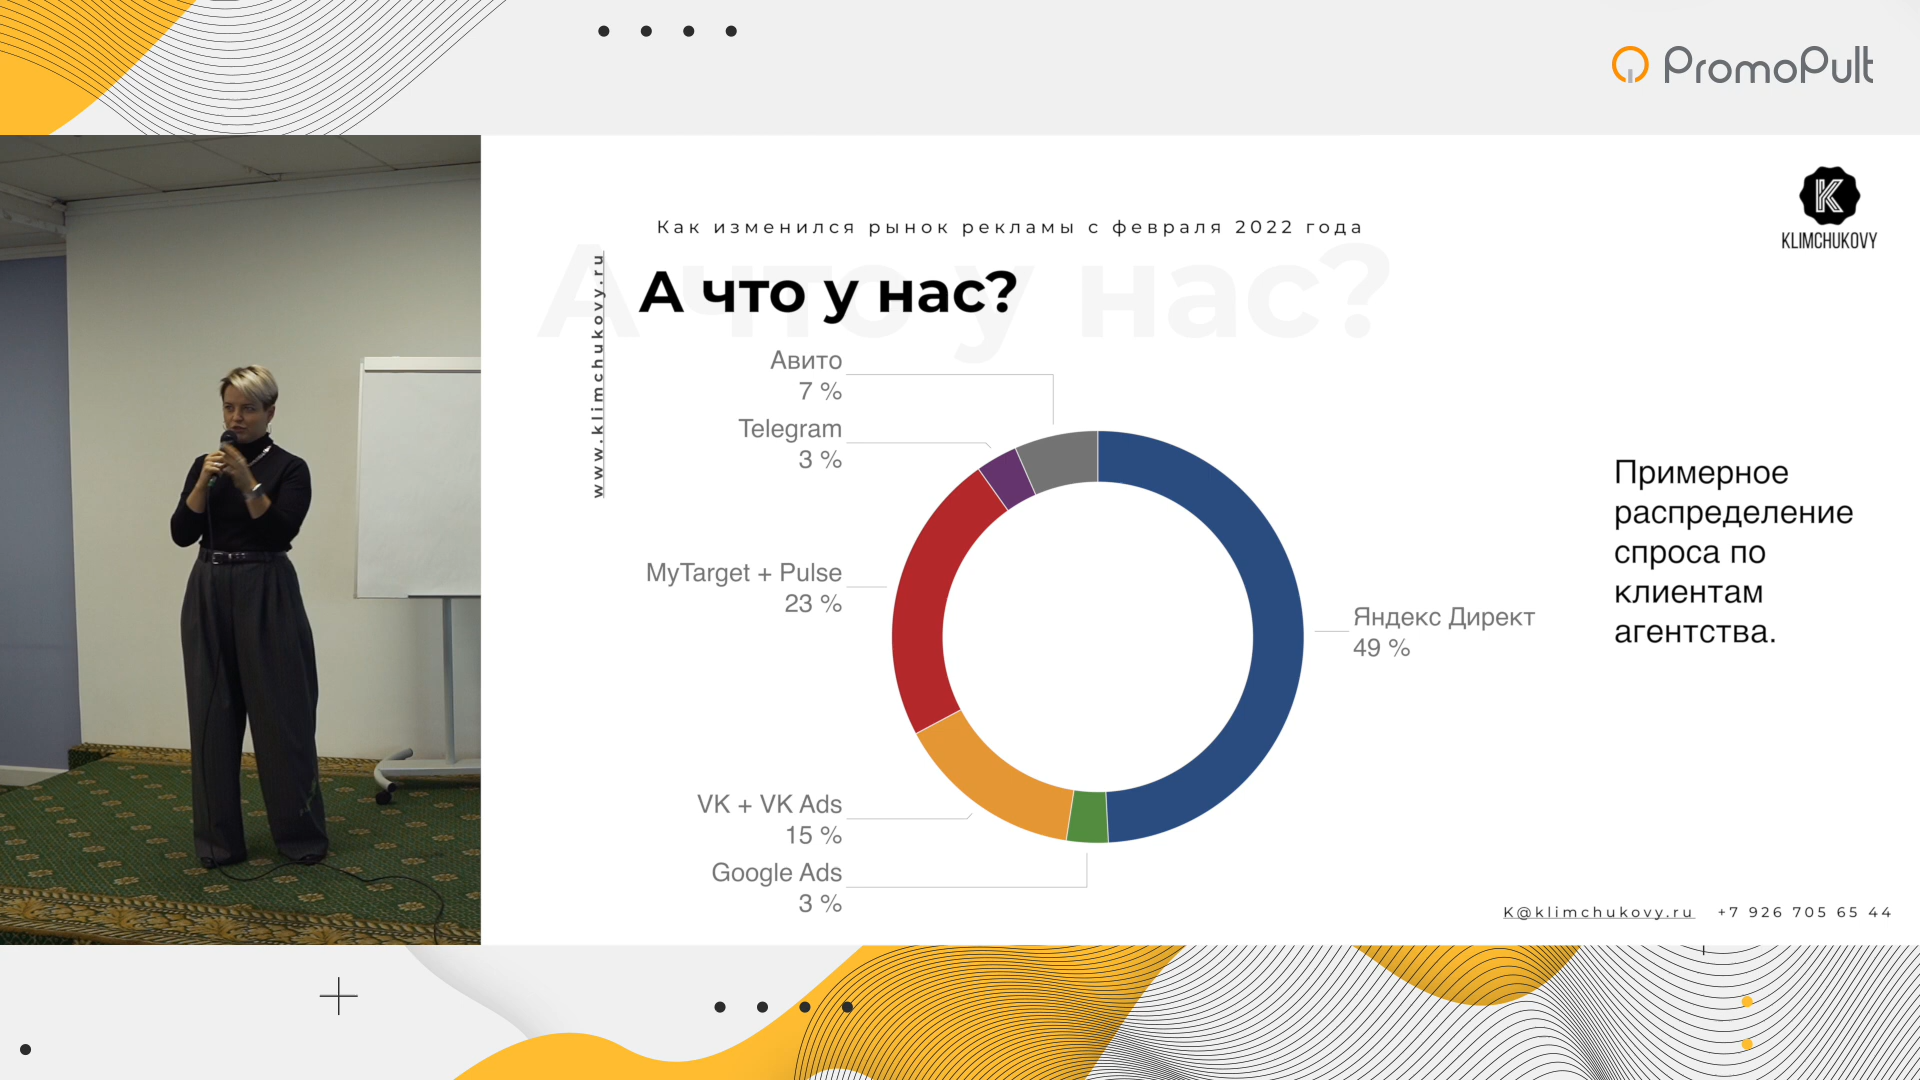 PromoPult
KLIMCHUKOVY
Как изменился рынок рекламы с февраля 2022 года
А что у нас?
А что у нас?
www.klimchukovy.ru
Авито
7 %
Telegram
3 %
MyTarget + Pulse
23 %
VK + VK Ads
15 %
Google Ads
3 %
Яндекс Директ
49 %
Примерное
распределение
спроса по
клиентам
агентства.
K@klimchukovy.ru +7 926 705 65 44